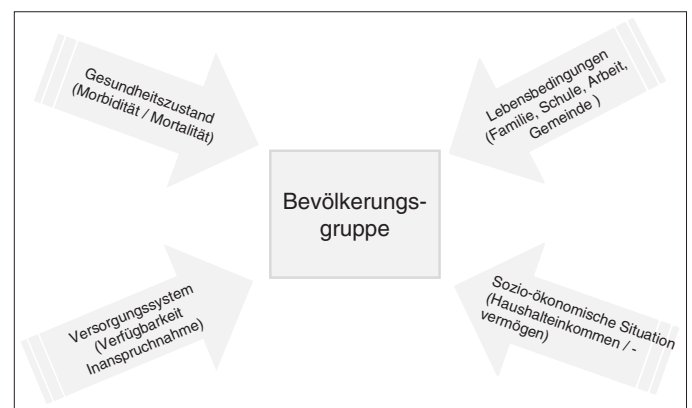 Gesundheitszustand
(Morbidität / Mortalität)
Lebensbedingungen
(Familie, Schule, Arbeit,
Gemeinde )
Bevölkerungs-
gruppe
Versorgungssystem
(Verfügbarkeit
Inanspruchnahme)
Sozio-ökonomische Situation
(Haushalteinkommen / -
vermögen)